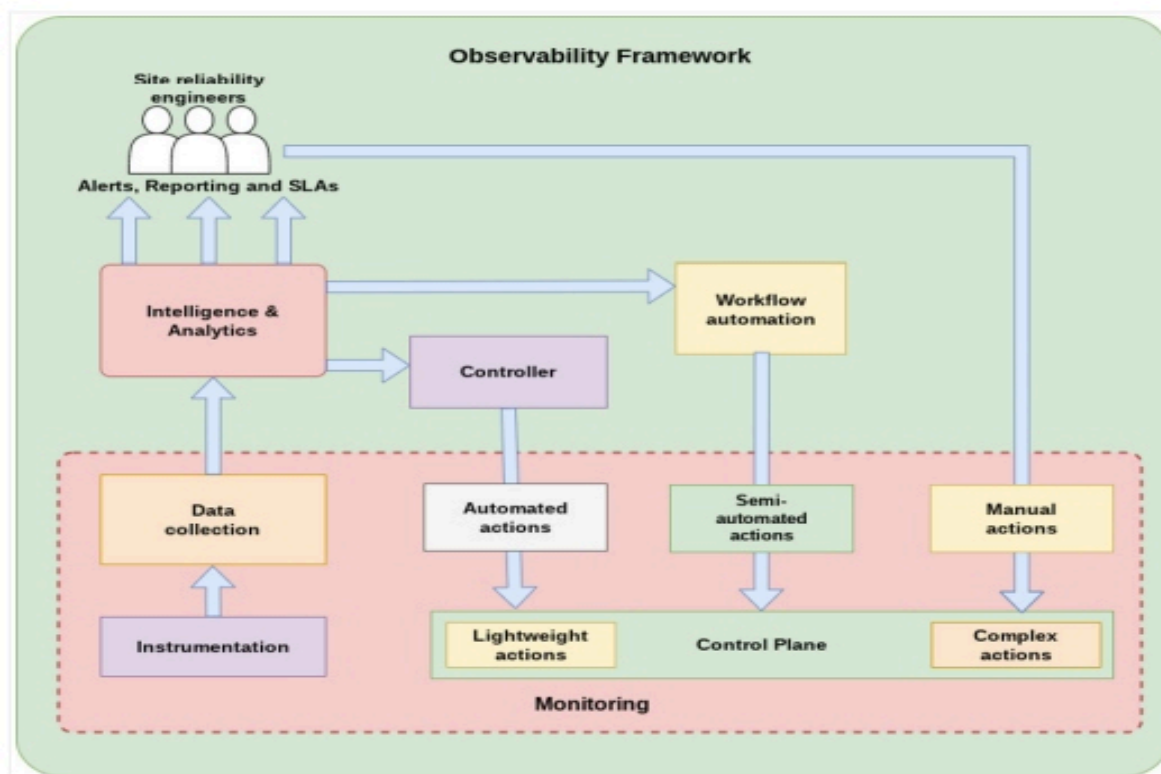 Observability Framework
Site reliability
engineers
Alerts, Reporting and SLAs
Intelligence &
Analytics
Workflow
automation
Controller
Data
collection
Automated
actions
Semi-
automated
actions
Manual
actions
Instrumentation
Lightweight
actions
Control Plane
Complex
actions
Monitoring